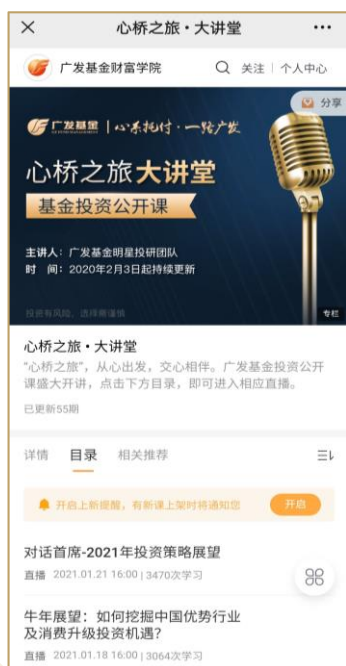 心桥之旅•大讲堂
广发基金财富学院
关注 | 个人中心
分享
广发基金 | 心系托付·一路广发
心桥之旅大讲堂
基金投资公开课
主讲人：广发基金明星投研团队
时 间：2020年2月3日起持续更新
投资有风险，选择需谨慎
专栏
心桥之旅•大讲堂
“心桥之旅”，从心出发，交心相伴。广发基金投资公开
课盛大开讲，点击下方目录，即可进入相应直播。
已更新55期
详情 目录 相关推荐
开启上新提醒，有新课上架时将通知您
开启
对话首席-2021年投资策略展望
直播 2021.01.21 16:00 | 3470次学习
牛年展望：如何挖掘中国优势行业
及消费升级投资机遇？
直播 2021.01.18 16:00 | 3064次学习